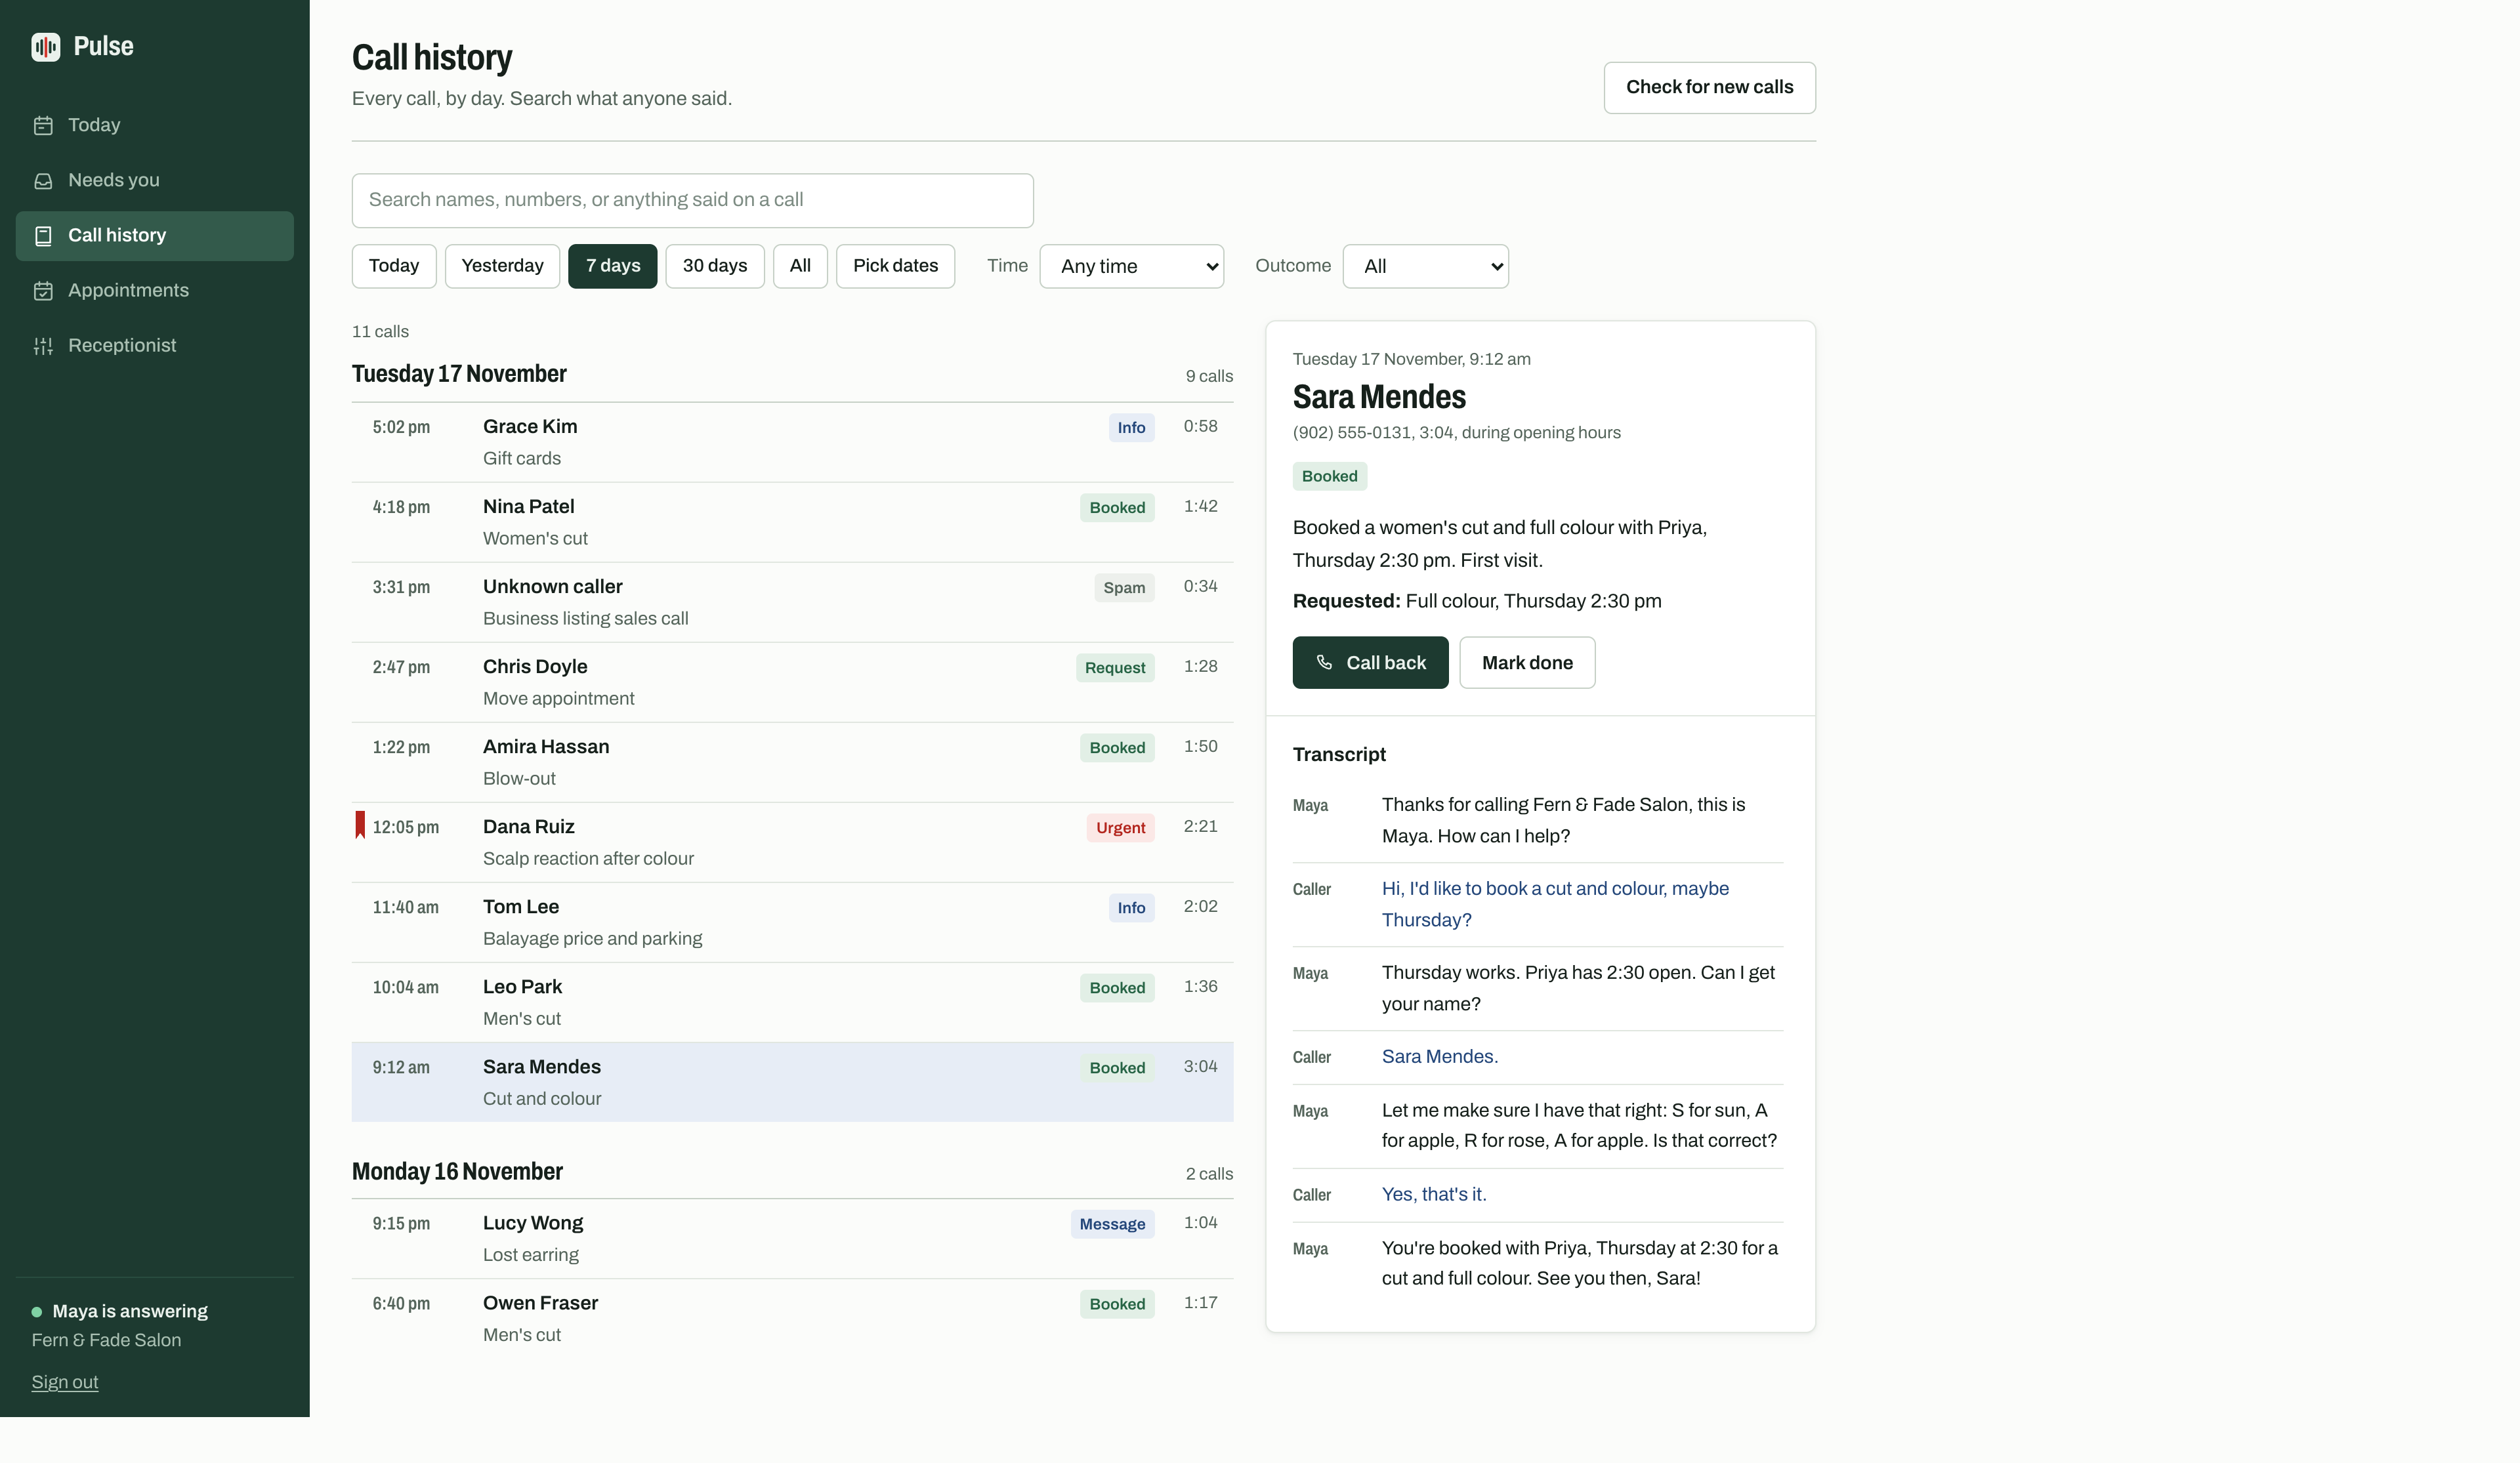 Pulse
Today
Needs you
Call history
Appointments
Receptionist
Maya is answering
Fern & Fade Salon
Sign out
Call history
Every call, by day. Search what anyone said.
Check for new calls
Search names, numbers, or anything said on a call
Today Yesterday 7 days 30 days All Pick dates Time Any time Outcome All
11 calls
Tuesday 17 November 9 calls
5:02 pm Grace Kim Info 0:58
Gift cards
4:18 pm Nina Patel Booked 1:42
Women's cut
3:31 pm Unknown caller Spam 0:34
Business listing sales call
2:47 pm Chris Doyle Request 1:28
Move appointment
1:22 pm Amira Hassan Booked 1:50
Blow-out
12:05 pm Dana Ruiz Urgent 2:21
Scalp reaction after colour
11:40 am Tom Lee Info 2:02
Balayage price and parking
10:04 am Leo Park Booked 1:36
Men's cut
9:12 am Sara Mendes Booked 3:04
Cut and colour
Monday 16 November 2 calls
9:15 pm Lucy Wong Message 1:04
Lost earring
6:40 pm Owen Fraser Booked 1:17
Men's cut
Tuesday 17 November, 9:12 am
Sara Mendes
(902) 555-0131, 3:04, during opening hours
Booked
Booked a women's cut and full colour with Priya,
Thursday 2:30 pm. First visit.
Requested: Full colour, Thursday 2:30 pm
Call back Mark done
Transcript
Maya Thanks for calling Fern & Fade Salon, this is
Maya. How can I help?
Caller Hi, I'd like to book a cut and colour, maybe
Thursday?
Maya Thursday works. Priya has 2:30 open. Can I get
your name?
Caller Sara Mendes.
Maya Let me make sure I have that right: S for sun, A
for apple, R for rose, A for apple. Is that correct?
Caller Yes, that's it.
Maya You're booked with Priya, Thursday at 2:30 for a
cut and full colour. See you then, Sara!